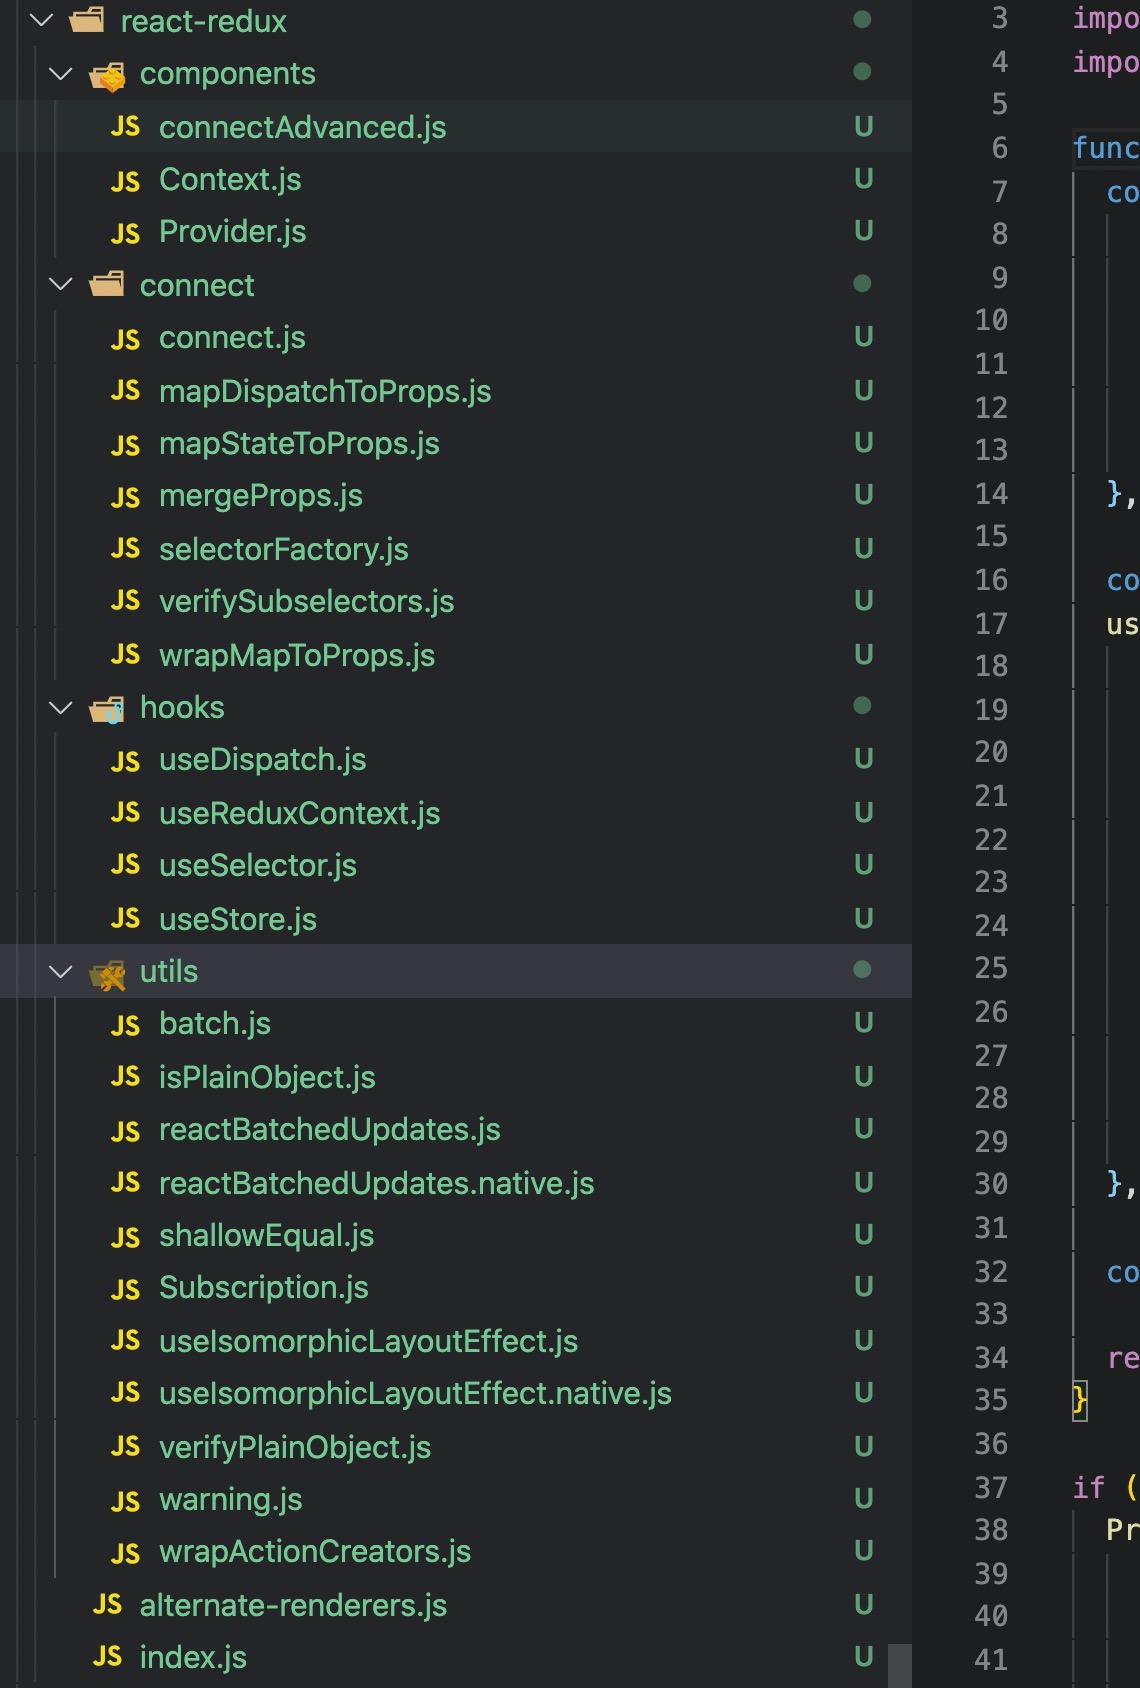 react-redux
components
JS connectAdvanced.js U
JS Context.js U
JS Provider.js U
connect
JS connect.js U
JS mapDispatchToProps.js U
JS mapStateToProps.js U
JS mergeProps.js U
JS selectorFactory.js U
JS verifySubselectors.js U
JS wrapMapToProps.js U
hooks
JS useDispatch.js U
JS useReduxContext.js U
JS useSelector.js U
JS useStore.js U
utils
JS batch.js U
JS isPlainObject.js U
JS reactBatchedUpdates.js U
JS reactBatchedUpdates.native.js U
JS shallowEqual.js U
JS Subscription.js U
JS useIsomorphicLayoutEffect.js U
JS useIsomorphicLayoutEffect.native.js U
JS verifyPlainObject.js U
JS warning.js U
JS wrapActionCreators.js U
JS alternate-renderers.js U
JS index.js U
3 impo
4 impo
5
6 func
7 co
8
9
10
11
12
13
14 },
15
16 co
17 us
18
19
20
21
22
23
24
25
26
27
28
29
30 },
31
32 co
33
34 re
35 }
36
37 if (
38 Pr
39
40
41